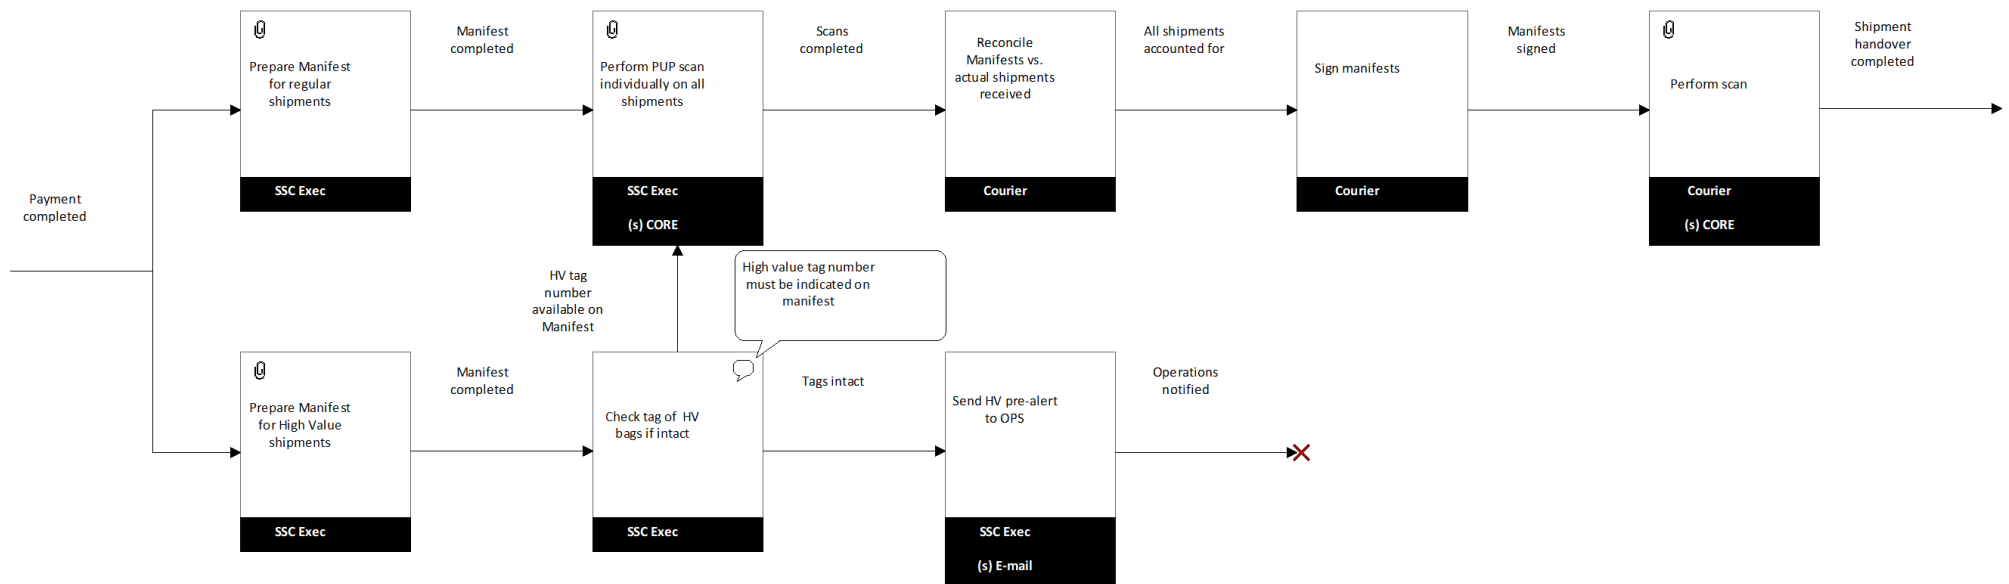 Manifest
completed
Scans
completed
All shipments
accounted for
Manifests
signed
Shipment
handover
completed
Prepare Manifest
for regular
shipments
SSC Exec
Perform PUP scan
individually on all
shipments
SSC Exec
(s) CORE
Reconcile
Manifests vs.
actual shipments
received
Courier
Sign manifests
Courier
Perform scan
Courier
(s) CORE
Payment
completed
HV tag
number
available on
Manifest
High value tag number
must be indicated on
manifest
Prepare Manifest
for High Value
shipments
SSC Exec
Manifest
completed
Check tag of HV
bags if intact
SSC Exec
Tags intact
Send HV pre-alert
to OPS
SSC Exec
(s) E-mail
Operations
notified